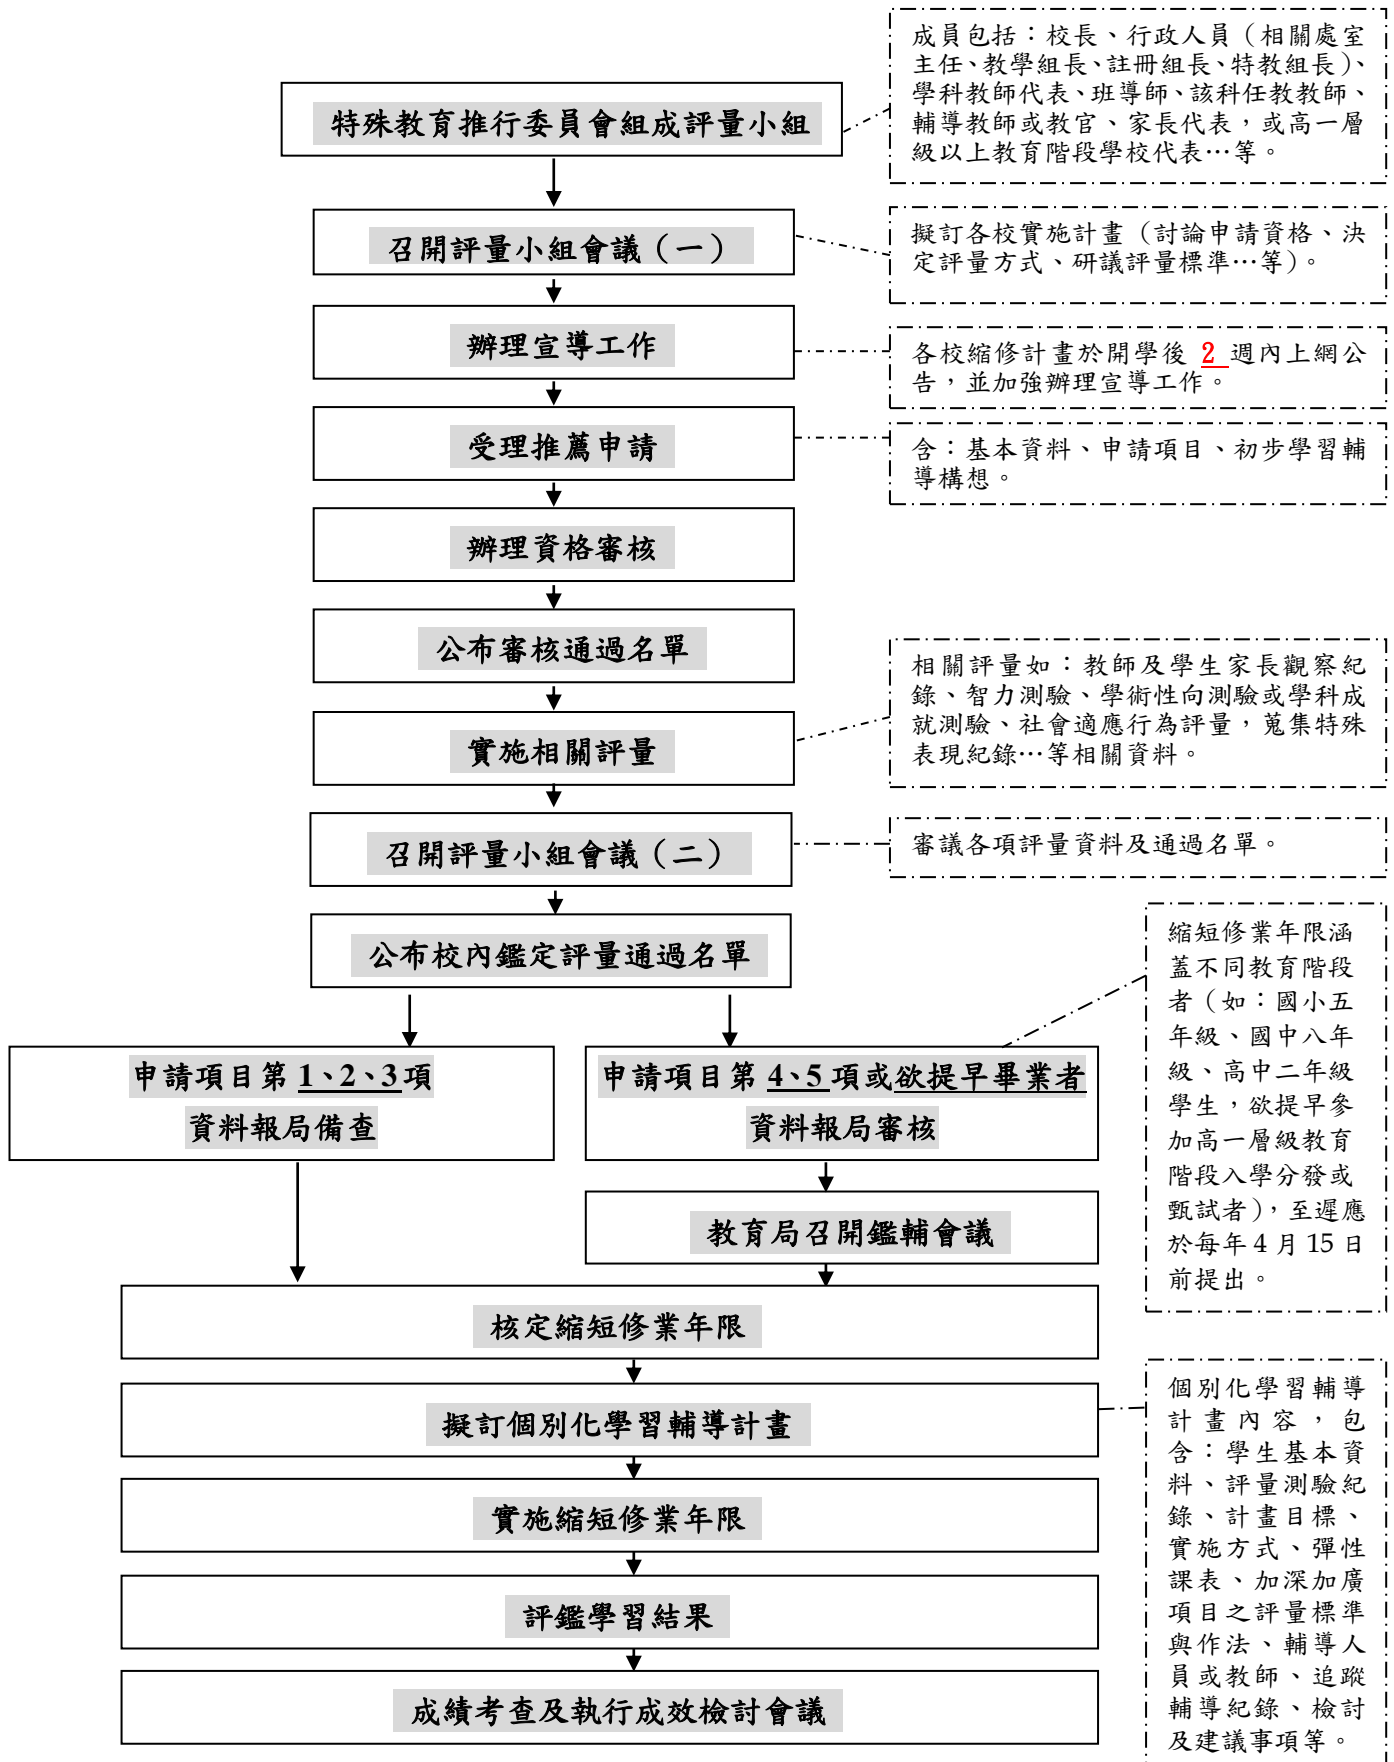 特殊教育推行委員會組成評量小組
成員包括：校長、行政人員（相關處室
主任、教學組長、註冊組長、特教組長）、
學科教師代表、班導師、該科任教教師、
輔導教師或教官、家長代表，或高一層
級以上教育階段學校代表…等。
召開評量小組會議（一）
擬訂各校實施計畫（討論申請資格、決
定評量方式、研議評量標準…等）。
辦理宣導工作
各校縮修計畫於開學後 2 週內上網公
告，並加強辦理宣導工作。
受理推薦申請
含：基本資料、申請項目、初步學習輔
導構想。
辦理資格審核
公布審核通過名單
實施相關評量
相關評量如：教師及學生家長觀察紀
錄、智力測驗、學術性向測驗或學科成
就測驗、社會適應行為評量，蒐集特殊
表現紀錄…等相關資料。
召開評量小組會議（二）
審議各項評量資料及通過名單。
公布校內鑑定評量通過名單
申請項目第 1、2、3 項
資料報局備查
申請項目第 4、5 項或欲提早畢業者
資料報局審核
縮短修業年限涵
蓋不同教育階段
者（如：國小五
年級、國中八年
級、高中二年級
學生，欲提早參
加高一層級教育
階段入學分發或
甄試者），至遲應
於每年 4 月 15 日
前提出。
教育局召開鑑輔會議
核定縮短修業年限
擬訂個別化學習輔導計畫
個別化學習輔導
計畫內容，包
含：學生基本資
料、評量測驗紀
錄、計畫目標、
實施方式、彈性
課表、加深加廣
項目之評量標準
與作法、輔導人
員或教師、追蹤
輔導紀錄、檢討
及建議事項等。
實施縮短修業年限
評鑑學習結果
成績考查及執行成效檢討會議